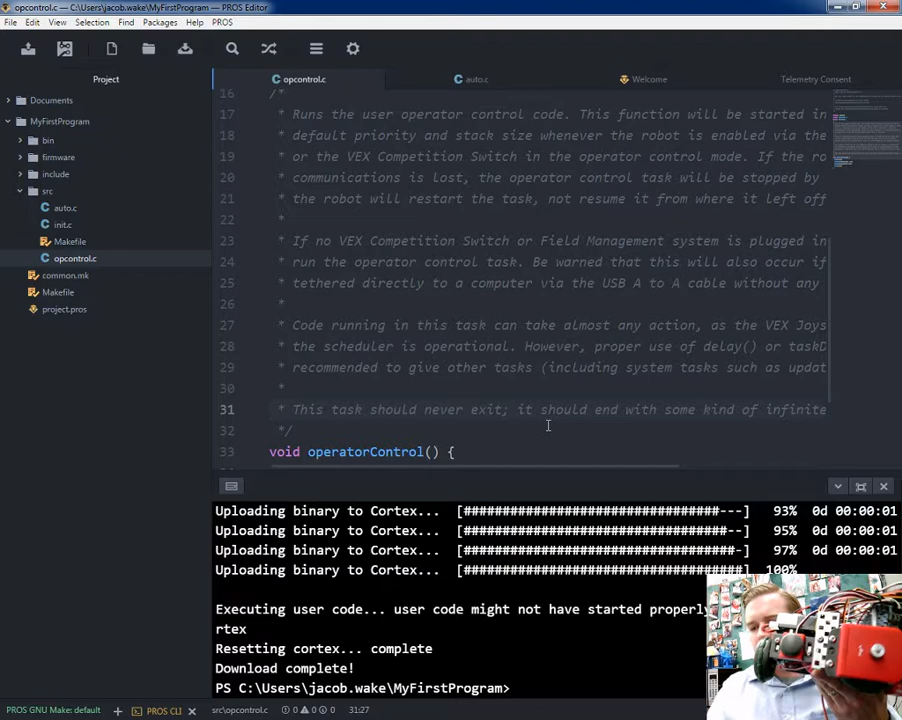 opcontrol.c — C:\Users\jacob.wake\MyFirstProgram — PROS Editor
File Edit View Selection Find Packages Help PROS
Project
opcontrol.c auto.c Welcome Telemetry Consent
Documents
MyFirstProgram
bin
firmware
include
src
auto.c
init.c
Makefile
opcontrol.c
common.mk
Makefile
project.pros
16 /*
17 * Runs the user operator control code. This function will be started in
18 * default priority and stack size whenever the robot is enabled via the
19 * or the VEX Competition Switch in the operator control mode. If the ro
20 * communications is lost, the operator control task will be stopped by
21 * the robot will restart the task, not resume it from where it left off
22 *
23 * If no VEX Competition Switch or Field Management system is plugged in
24 * run the operator control task. Be warned that this will also occur if
25 * tethered directly to a computer via the USB A to A cable without any
26 *
27 * Code running in this task can take almost any action, as the VEX Joys
28 * the scheduler is operational. However, proper use of delay() or taskD
29 * recommended to give other tasks (including system tasks such as updat
30 *
31 * This task should never exit; it should end with some kind of infinite
32 */
33 void operatorControl() {
Uploading binary to Cortex... [##################################---] 93% 0d 00:00:01
Uploading binary to Cortex... [###################################--] 95% 0d 00:00:01
Uploading binary to Cortex... [####################################-] 97% 0d 00:00:01
Uploading binary to Cortex... [#####################################] 100%
Executing user code... user code might not have started properly
rtex
Resetting cortex... complete
Download complete!
PS C:\Users\jacob.wake\MyFirstProgram>
PROS GNU Make: default + PROS CLI src\opcontrol.c 0 0 0 31:27